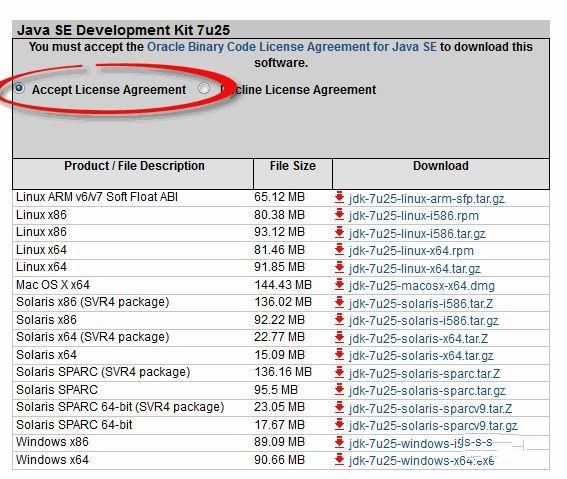 Java SE Development Kit 7u25
You must accept the Oracle Binary Code License Agreement for Java SE to download this
software.
Accept License Agreement Decline License Agreement
Product / File Description File Size Download
Linux ARM v6/v7 Soft Float ABI 65.12 MB jdk-7u25-linux-arm-sfp.tar.gz
Linux x86 80.38 MB jdk-7u25-linux-i586.rpm
Linux x86 93.12 MB jdk-7u25-linux-i586.tar.gz
Linux x64 81.46 MB jdk-7u25-linux-x64.rpm
Linux x64 91.85 MB jdk-7u25-linux-x64.tar.gz
Mac OS X x64 144.43 MB jdk-7u25-macosx-x64.dmg
Solaris x86 (SVR4 package) 136.02 MB jdk-7u25-solaris-i586.tar.Z
Solaris x86 92.22 MB jdk-7u25-solaris-i586.tar.gz
Solaris x64 (SVR4 package) 22.77 MB jdk-7u25-solaris-x64.tar.Z
Solaris x64 15.09 MB jdk-7u25-solaris-x64.tar.gz
Solaris SPARC (SVR4 package) 136.16 MB jdk-7u25-solaris-sparc.tar.Z
Solaris SPARC 95.5 MB jdk-7u25-solaris-sparc.tar.gz
Solaris SPARC 64-bit (SVR4 package) 23.05 MB jdk-7u25-solaris-sparcv9.tar.Z
Solaris SPARC 64-bit 17.67 MB jdk-7u25-solaris-sparcv9.tar.gz
Windows x86 89.09 MB
Windows x64 90.66 MB jdk-7u25-windows-x64.exe